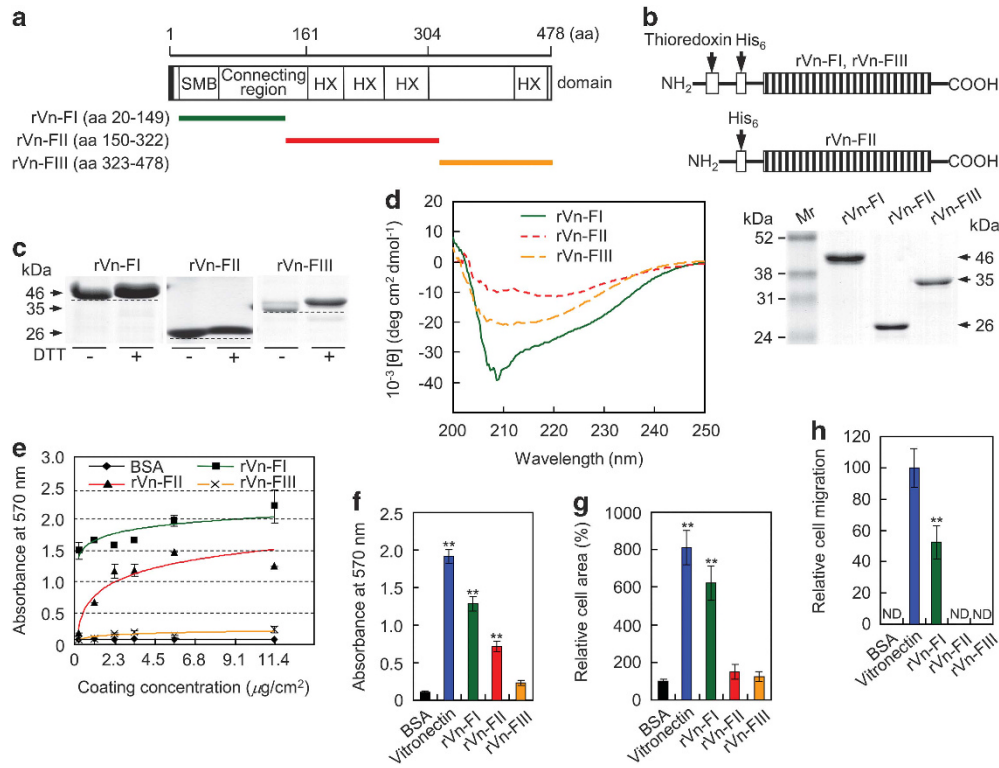 a
1 161 304 478 (aa)
SMB Connecting region HX HX HX HX domain
rVn-FI (aa 20-149)
rVn-FII (aa 150-322)
rVn-FIII (aa 323-478)
b
Thioredoxin His6
rVn-FI, rVn-FIII
NH2 COOH
His6
rVn-FII
NH2 COOH
kDa Mr rVn-FI rVn-FII rVn-FIII kDa
52
38
31
24
46
35
26
c
kDa rVn-FI rVn-FII rVn-FIII
46
35
26
DTT - + - + - +
d
20
10
0
-10
-20
-30
-40
-50
10-3 [θ] (deg cm2 dmol-1)
rVn-FI
rVn-FII
rVn-FIII
200 210 220 230 240 250
Wavelength (nm)
e
Absorbance at 570 nm
3.0
2.5
2.0
1.5
1.0
0.5
0
BSA rVn-FI
rVn-FII rVn-FIII
0 2.3 4.5 6.8 9.1 11.4
Coating concentration (μg/cm2)
f
Absorbance at 570 nm
2.5
2.0
1.5
1.0
0.5
0
** ** **
BSA Vitronectin rVn-FI rVn-FII rVn-FIII
g
Relative cell area (%)
1000
800
600
400
200
0
** **
BSA Vitronectin rVn-FI rVn-FII rVn-FIII
h
Relative cell migration
120
100
80
60
40
20
0
ND ** ND ND
BSA Vitronectin rVn-FI rVn-FII rVn-FIII